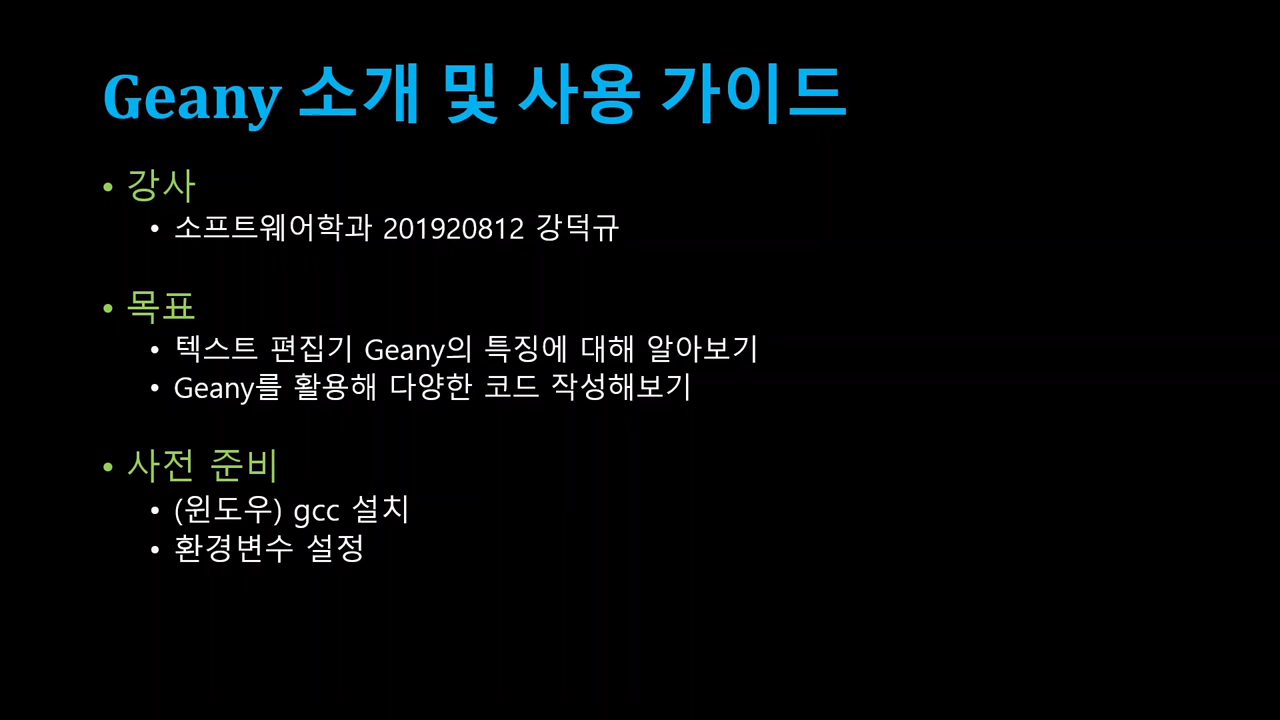 Geany 소개 및 사용 가이드
• 강사
• 소프트웨어학과 201920812 강덕규
• 목표
• 텍스트 편집기 Geany의 특징에 대해 알아보기
• Geany를 활용해 다양한 코드 작성해보기
• 사전 준비
• (윈도우) gcc 설치
• 환경변수 설정